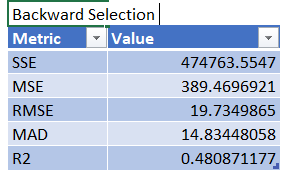 Backward Selection
Metric Value
SSE 474763.5547
MSE 389.4696921
RMSE 19.7349865
MAD 14.83448058
R2 0.480871177